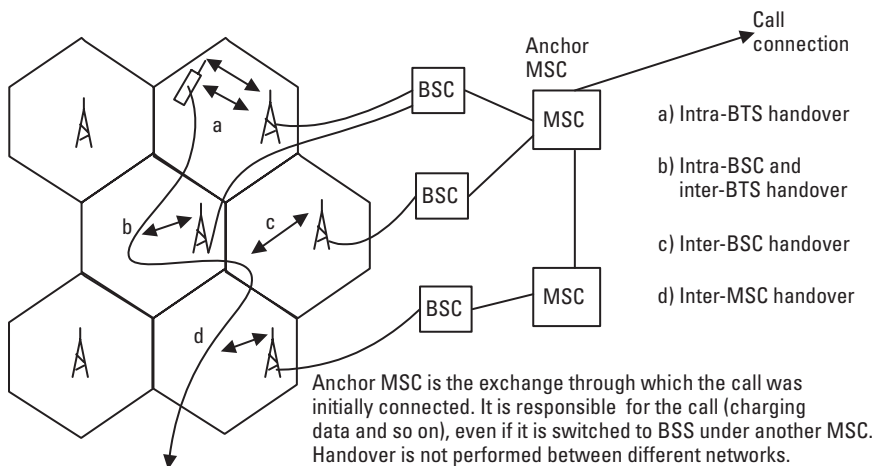 Call
connection
Anchor
MSC
BSC
MSC
a
a) Intra-BTS handover
b) Intra-BSC and
inter-BTS handover
BSC
b
c
c) Inter-BSC handover
d) Inter-MSC handover
BSC
MSC
d
Anchor MSC is the exchange through which the call was
initially connected. It is responsible for the call (charging
data and so on), even if it is switched to BSS under another MSC.
Handover is not performed between different networks.